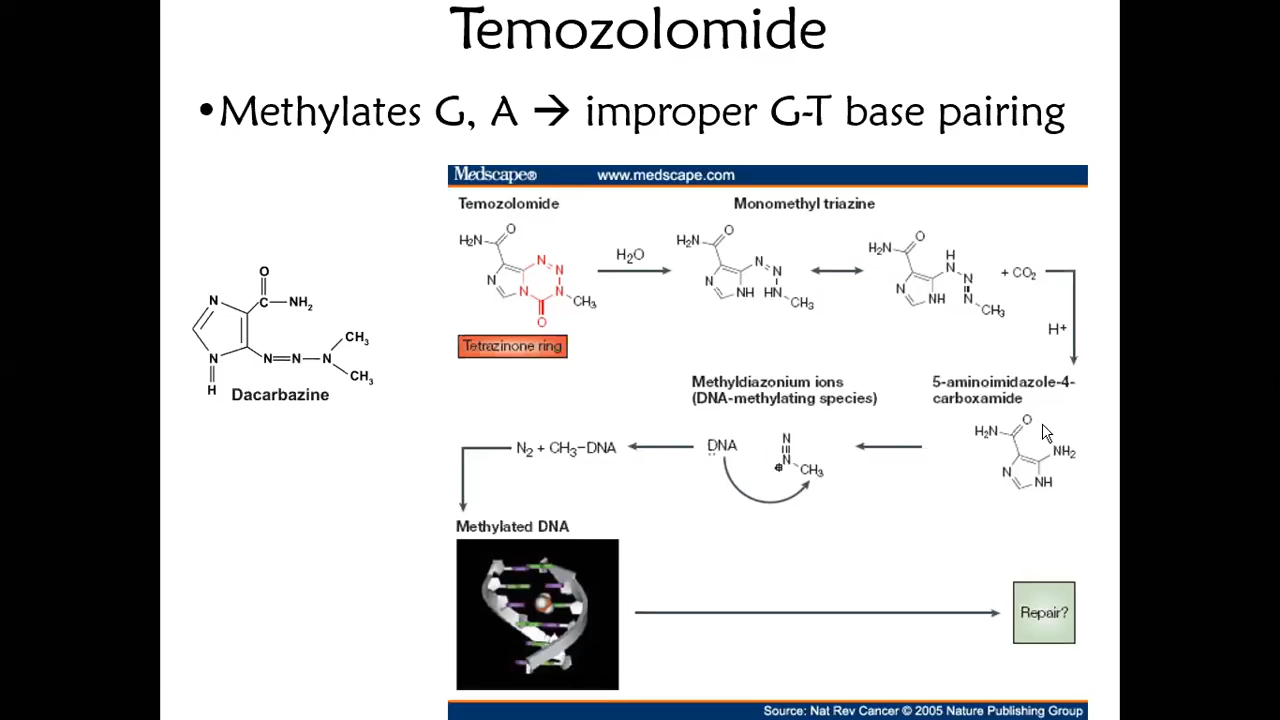 Temozolomide
•Methylates G, A → improper G-T base pairing
Medscape® www.medscape.com
Temozolomide
Monomethyl triazine
H₂N
O
N
N
N
N
N
N
CH₃
O
H₂O
H₂N
O
N
N
N
NH
HN
CH₃
H₂N
O
H
N
N
N
N
NH
CH₃
+ CO₂
H⁺
Tetrazinone ring
O
C
NH₂
N
N
H
N
N
N
CH₃
CH₃
Dacarbazine
Methyldiazonium ions
(DNA-methylating species)
5-aminoimidazole-4-
carboxamide
N₂ + CH₃–DNA
DNA
N
N
⊕
CH₃
H₂N
O
NH₂
N
NH
Methylated DNA
Repair?
Source: Nat Rev Cancer © 2005 Nature Publishing Group